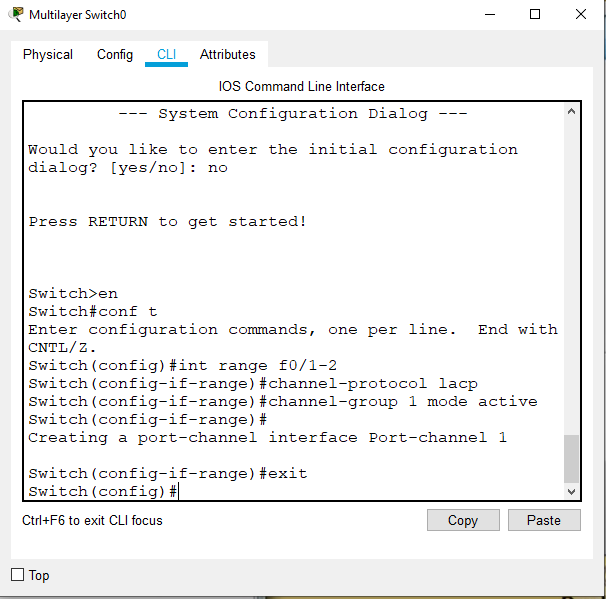 Multilayer Switch0
Physical Config CLI Attributes
IOS Command Line Interface
--- System Configuration Dialog ---
Would you like to enter the initial configuration
dialog? [yes/no]: no
Press RETURN to get started!
Switch>en
Switch#conf t
Enter configuration commands, one per line.  End with
CNTL/Z.
Switch(config)#int range f0/1-2
Switch(config-if-range)#channel-protocol lacp
Switch(config-if-range)#channel-group 1 mode active
Switch(config-if-range)#
Creating a port-channel interface Port-channel 1
Switch(config-if-range)#exit
Switch(config)#
Ctrl+F6 to exit CLI focus
Copy Paste
Top